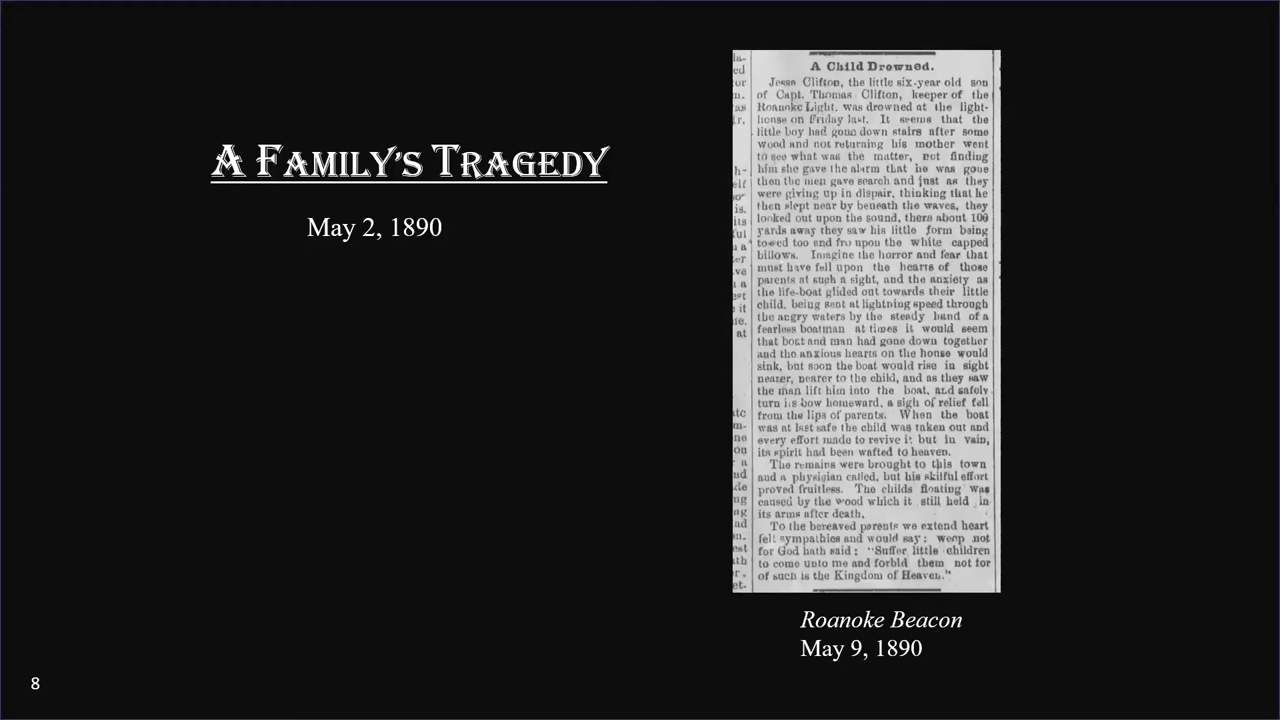 A FAMILY'S TRAGEDY
May 2, 1890
A Child Drowned.
Jesse Clifton, the little six-year old son
of Capt. Thomas Clifton, keeper of the
Roanoke Light, was drowned at the light-
house on Friday last. It seems that the
little boy had gone down stairs after some
wood and not returning his mother went
to see what was the matter, not finding
him she gave the alarm that he was gone
then the men gave search and just as they
were giving up in dispair, thinking that he
then slept near by beneath the waves, they
looked out upon the sound, there about 100
yards away they saw his little form being
towed too and fro upon the white capped
billows. Imagine the horror and fear that
must have fell upon the hearts of those
parents at such a sight, and the anxiety as
the life-boat glided out towards their little
child, being sent at lightning speed through
the angry waters by the steady hand of a
fearless boatman at times it would seem
that boat and man had gone down together
and the anxious hearts on the house would
sink, but soon the boat would rise in sight
nearer, nearer to the child, and as they saw
the man lift him into the boat, and safely
turn its bow homeward, a sigh of relief fell
from the lips of parents. When the boat
was at last safe the child was taken out and
every effort made to revive it but in vain,
its spirit had been wafted to heaven.
The remains were brought to this town
and a physician called, but his skilful effort
proved fruitless. The childs floating was
caused by the wood which it still held in
its arms after death.
To the bereaved parents we extend heart
felt sympathies and would say: weep not
for God hath said: "Suffer little children
to come unto me and forbid them not for
of such is the Kingdom of Heaven."
Roanoke Beacon
May 9, 1890
8